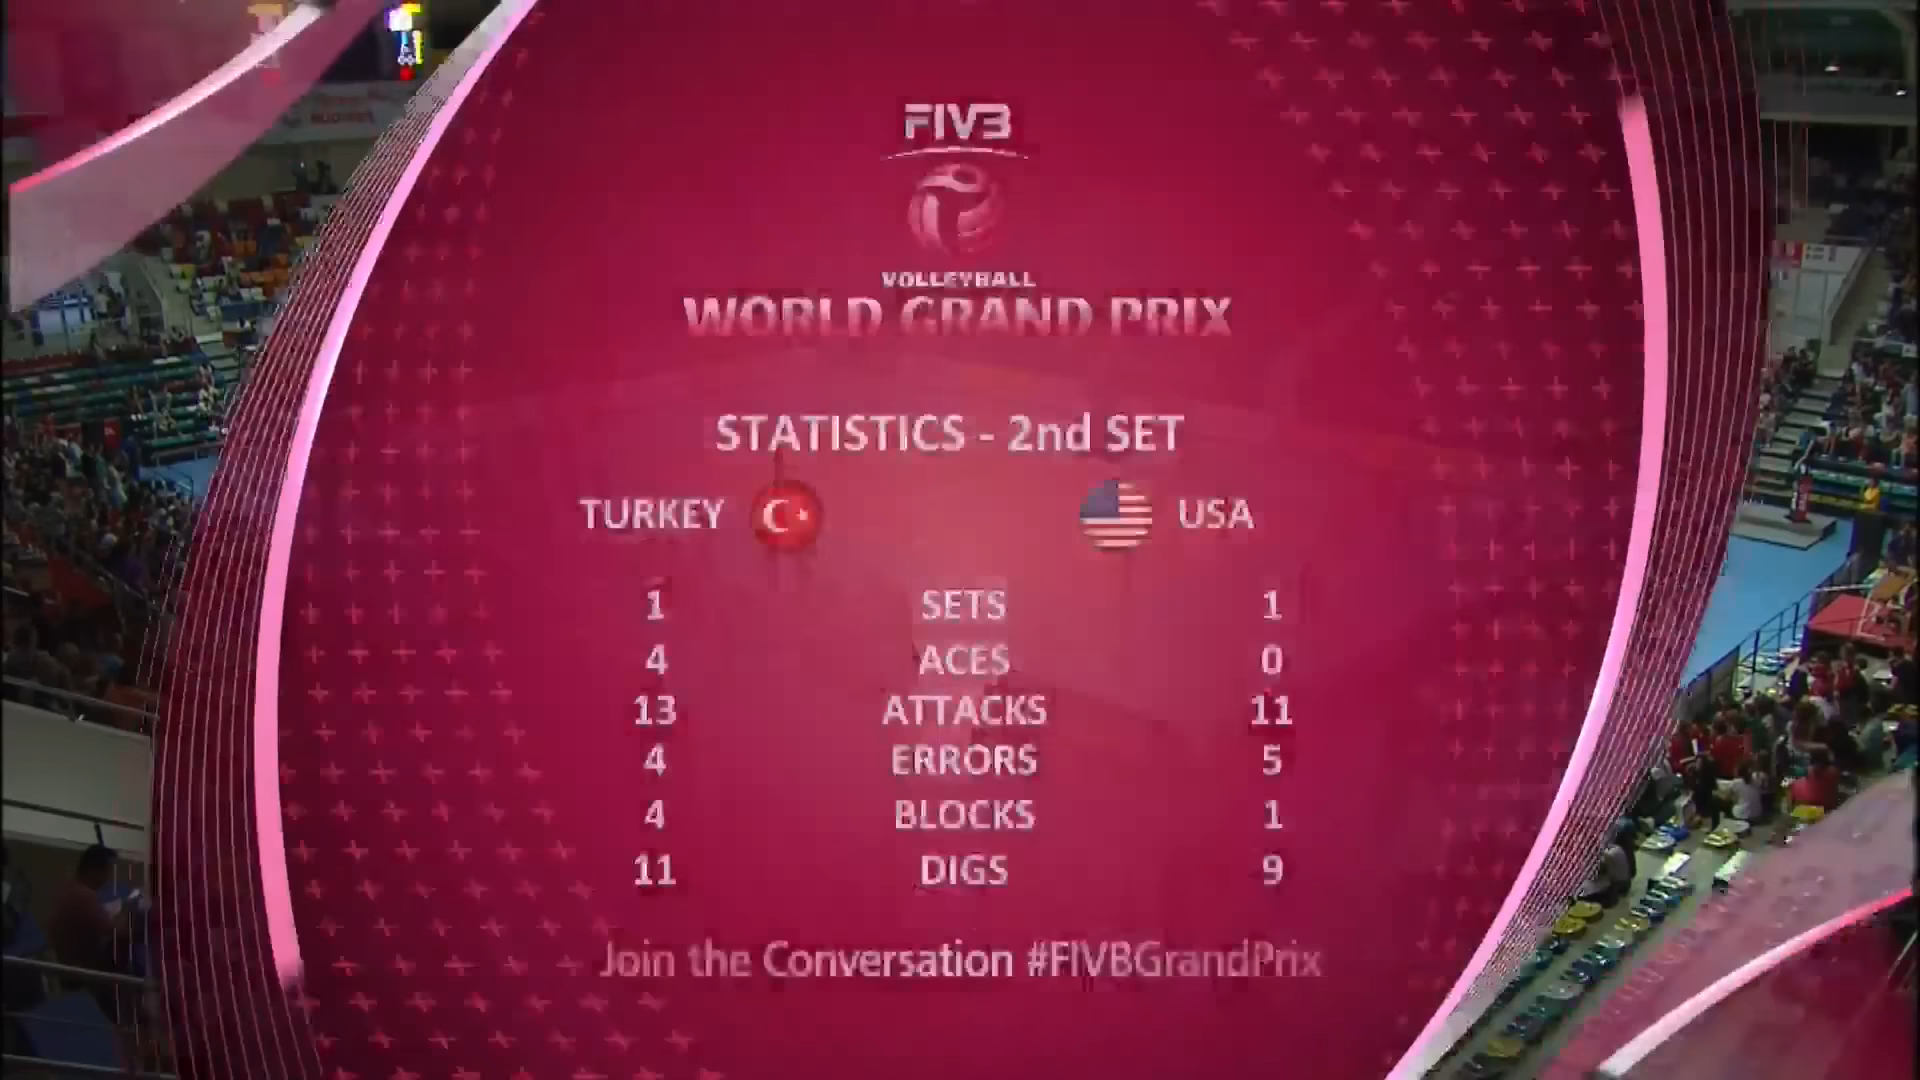 FIVB
VOLLEYBALL
WORLD GRAND PRIX
STATISTICS - 2nd SET
TURKEY USA
1 SETS 1
4 ACES 0
13 ATTACKS 11
4 ERRORS 5
4 BLOCKS 1
11 DIGS 9
Join the Conversation #FIVBGrandPrix